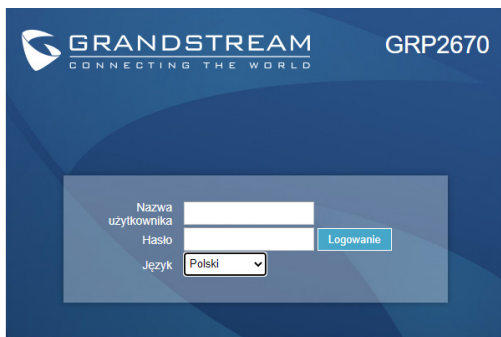 GRANDSTREAM
CONNECTING THE WORLD
GRP2670
Nazwa
użytkownika
Hasło
Logowanie
Język
Polski